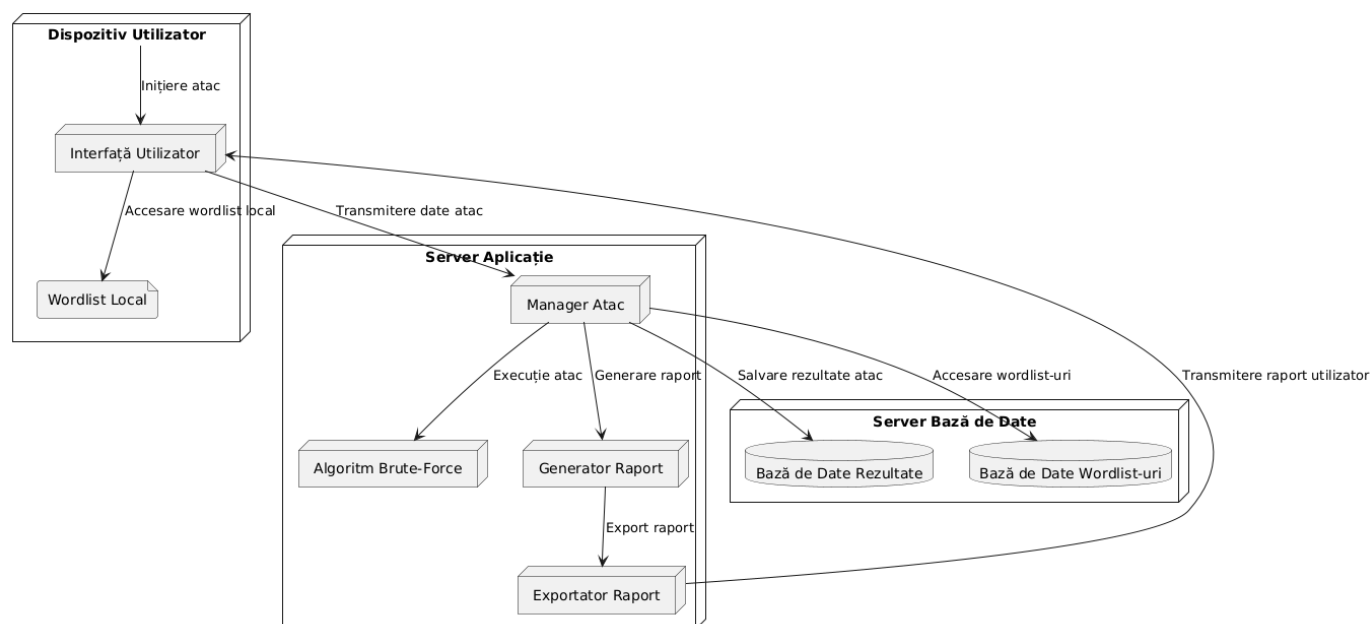 Dispozitiv Utilizator
Inițiere atac
Interfață Utilizator
Accesare wordlist local
Transmitere date atac
Wordlist Local
Server Aplicație
Manager Atac
Execuție atac
Generare raport
Salvare rezultate atac
Accesare wordlist-uri
Transmitere raport utilizator
Server Bază de Date
Algoritm Brute-Force
Generator Raport
Bază de Date Rezultate
Bază de Date Wordlist-uri
Export raport
Exportator Raport